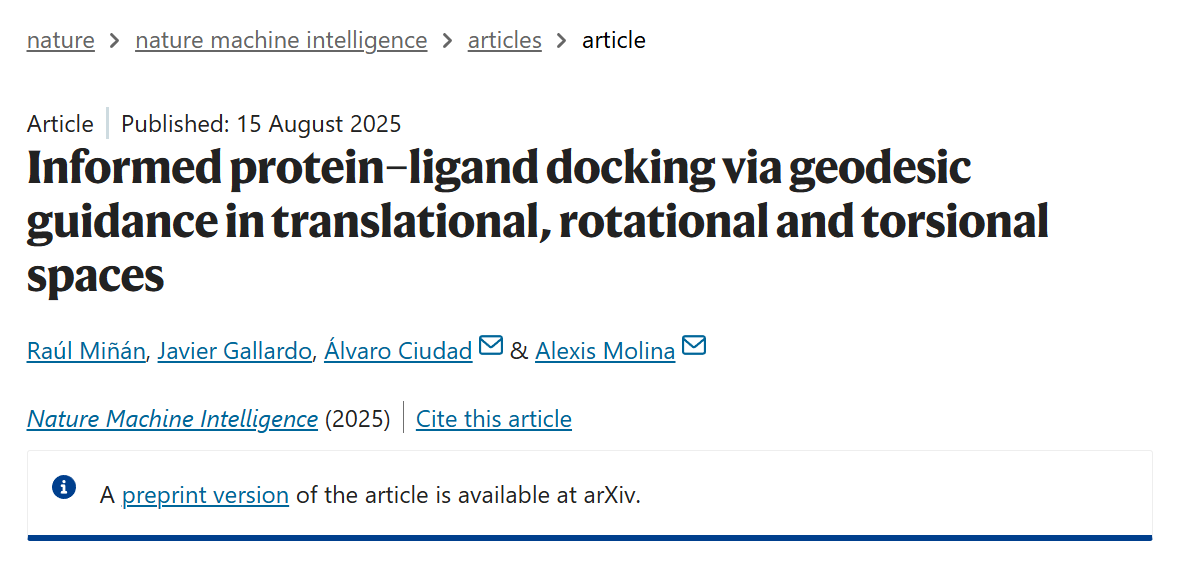 nature > nature machine intelligence > articles > article
Article | Published: 15 August 2025
Informed protein–ligand docking via geodesic
guidance in translational, rotational and torsional
spaces
Raúl Miñán, Javier Gallardo, Álvaro Ciudad & Alexis Molina
Nature Machine Intelligence (2025) | Cite this article
A preprint version of the article is available at arXiv.